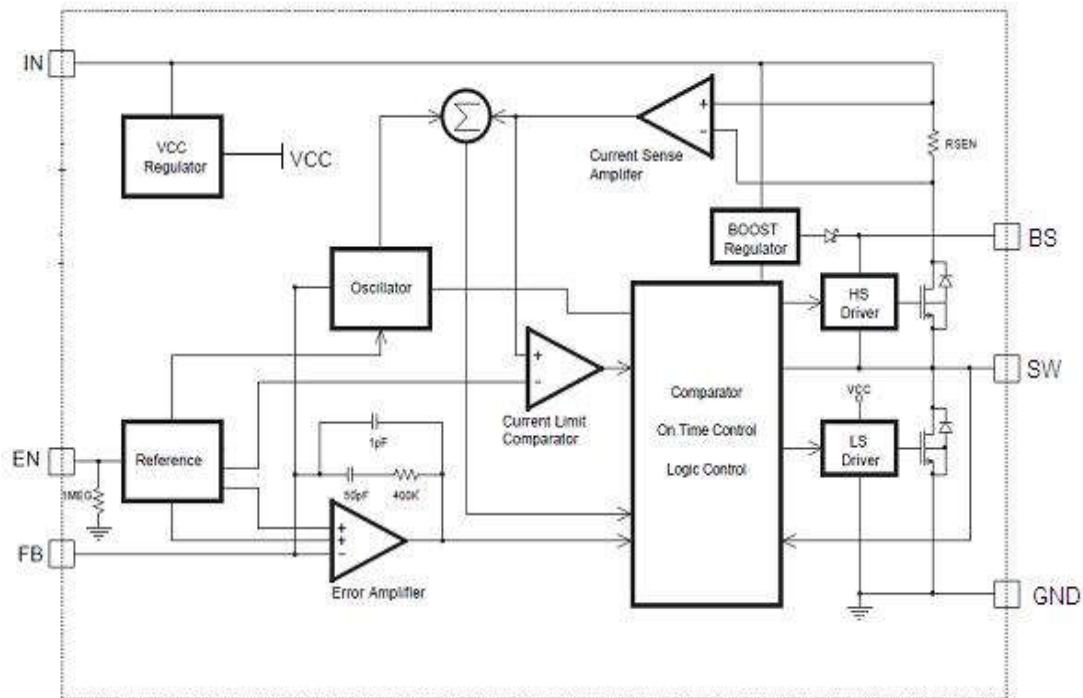 IN
VCC
Regulator
VCC
Σ
+
-
Current Sense
Amplifer
RSEN
BOOST
Regulator
BS
Oscillator
HS
Driver
+
-
Current Limit
Comparator
SW
Comparator
On Time Control
Logic Control
VCC
LS
Driver
1pF
50pF
400K
EN
Reference
1MEG
FB
+
+
-
Error Amplifier
GND